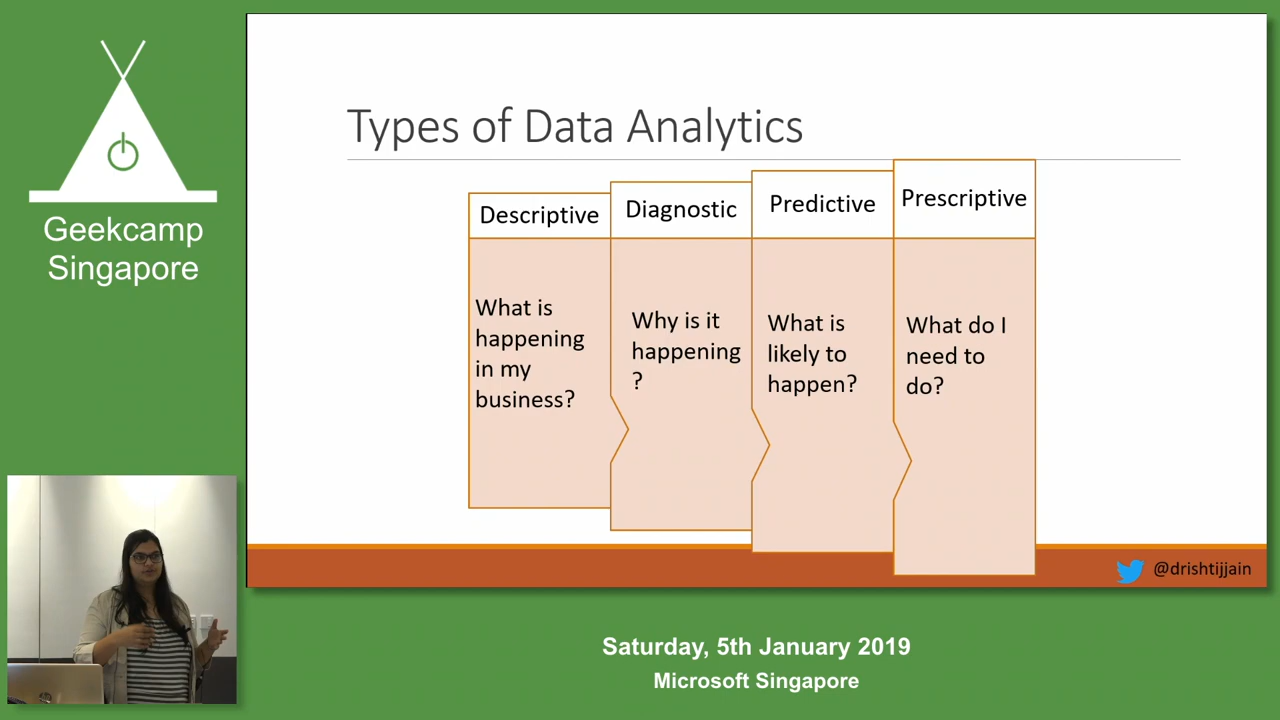 Geekcamp
Singapore
Types of Data Analytics
Descriptive
Diagnostic
Predictive
Prescriptive
What is
happening
in my
business?
Why is it
happening
?
What is
likely to
happen?
What do I
need to
do?
@drishtijjain
Saturday, 5th January 2019
Microsoft Singapore